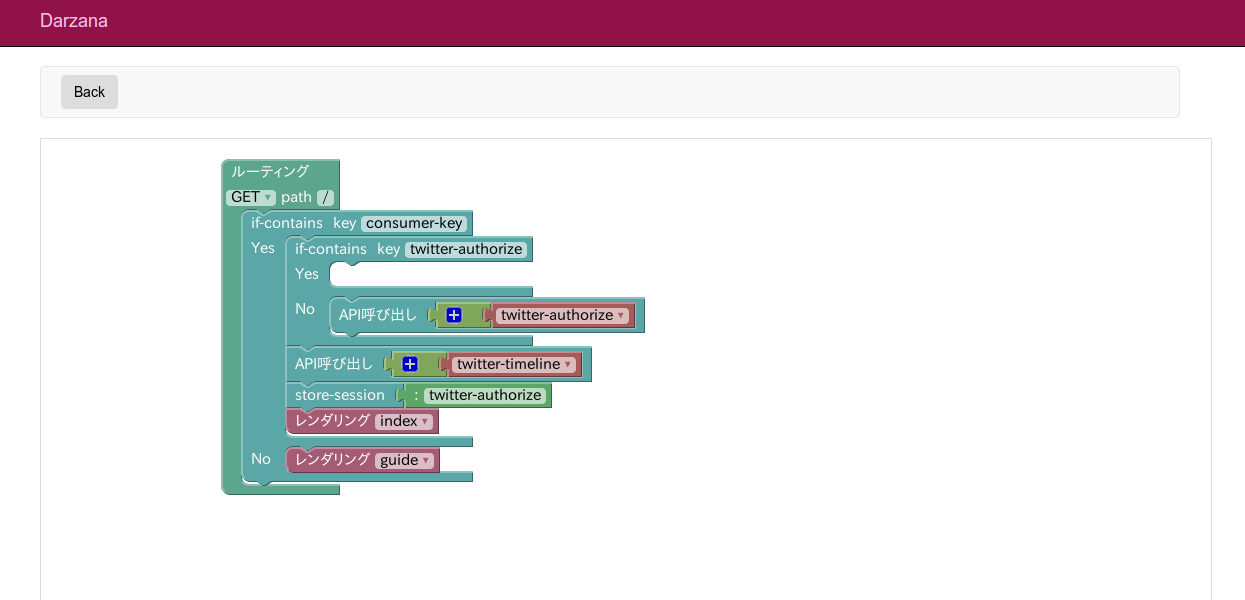 Darzana
Back
ルーティング
GET ▾ path /
if-contains key consumer-key
Yes if-contains key twitter-authorize
Yes
No API呼び出し twitter-authorize ▾
API呼び出し twitter-timeline ▾
store-session : twitter-authorize
レンダリング index ▾
No レンダリング guide ▾